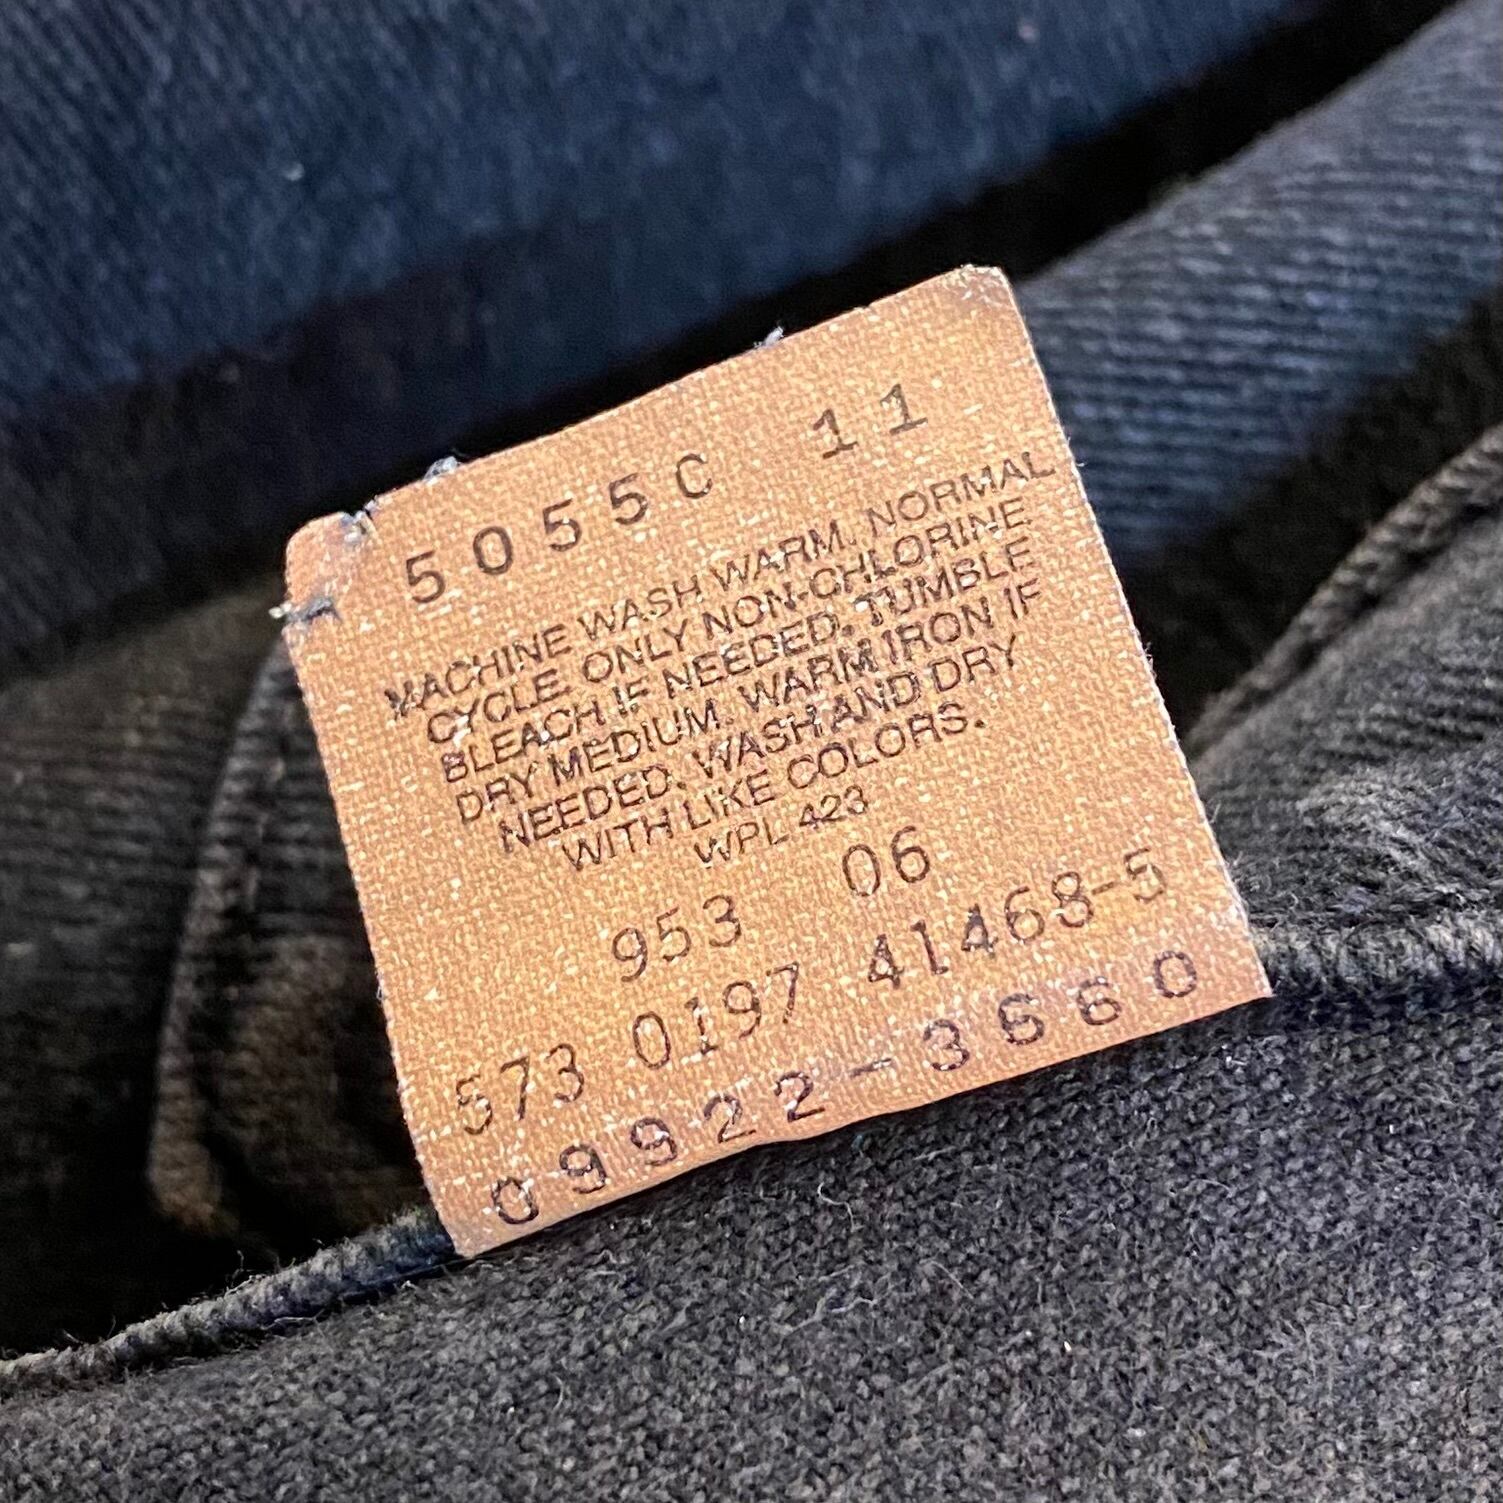 5055C 11
MACHINE WASH WARM. NORMAL
CYCLE. ONLY NON-CHLORINE
BLEACH IF NEEDED. TUMBLE
DRY MEDIUM. WARM IRON IF
NEEDED. WASH AND DRY
WITH LIKE COLORS.
WPL 423
953 06
573 0197 41468-5
09922-3660